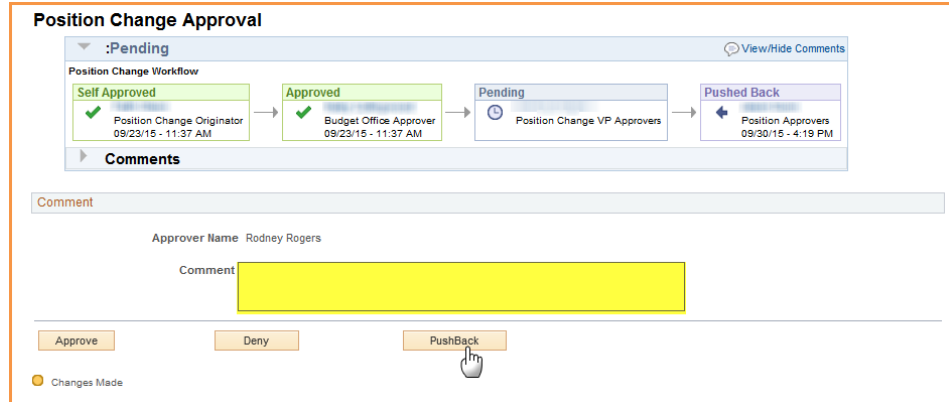 Position Change Approval
:Pending
View/Hide Comments
Position Change Workflow
Self Approved
Position Change Originator
09/23/15 - 11:37 AM
Approved
Budget Office Approver
09/23/15 - 11:37 AM
Pending
Position Change VP Approvers
Pushed Back
Position Approvers
09/30/15 - 4:19 PM
Comments
Comment
Approver Name Rodney Rogers
Comment
Approve Deny PushBack
Changes Made